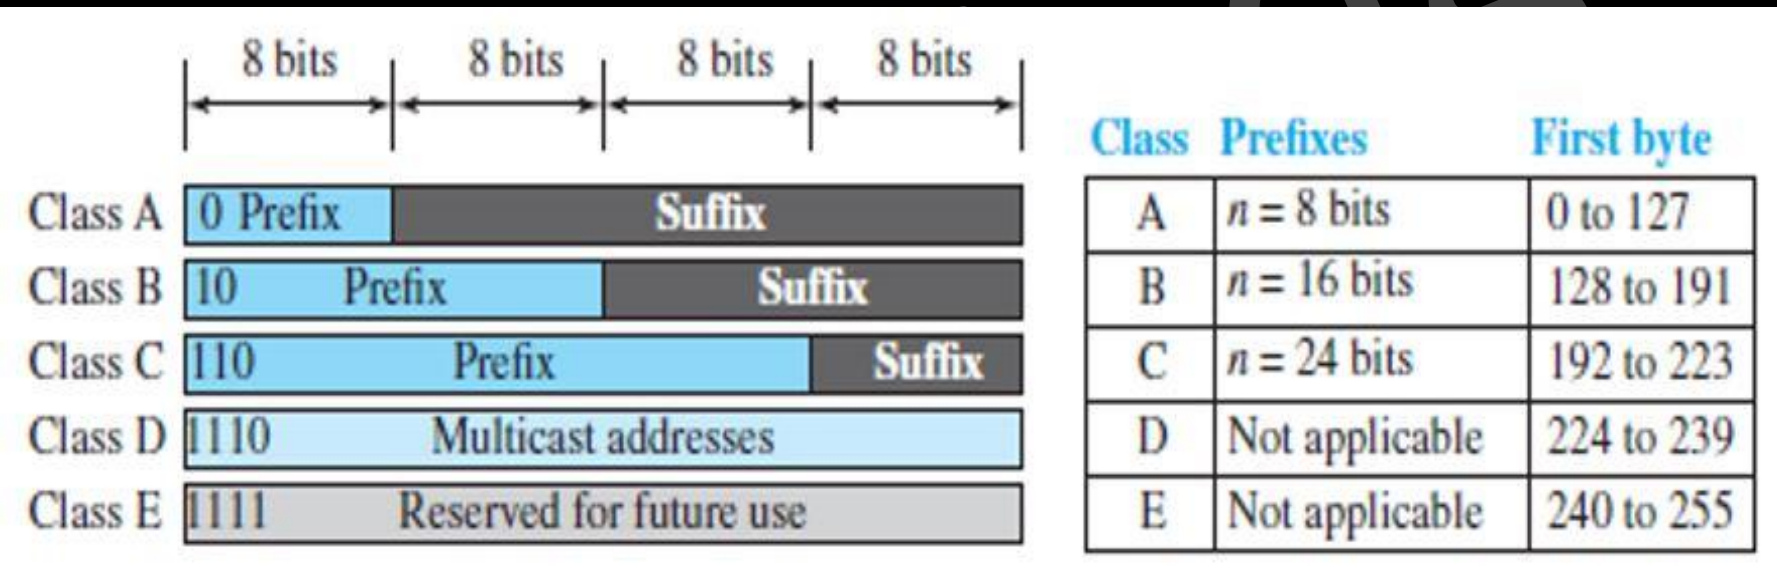 8 bits 8 bits 8 bits 8 bits
Class A 0 Prefix Suffix
Class B 10 Prefix Suffix
Class C 110 Prefix Suffix
Class D 1110 Multicast addresses
Class E 1111 Reserved for future use
Class Prefixes First byte
A n = 8 bits 0 to 127
B n = 16 bits 128 to 191
C n = 24 bits 192 to 223
D Not applicable 224 to 239
E Not applicable 240 to 255